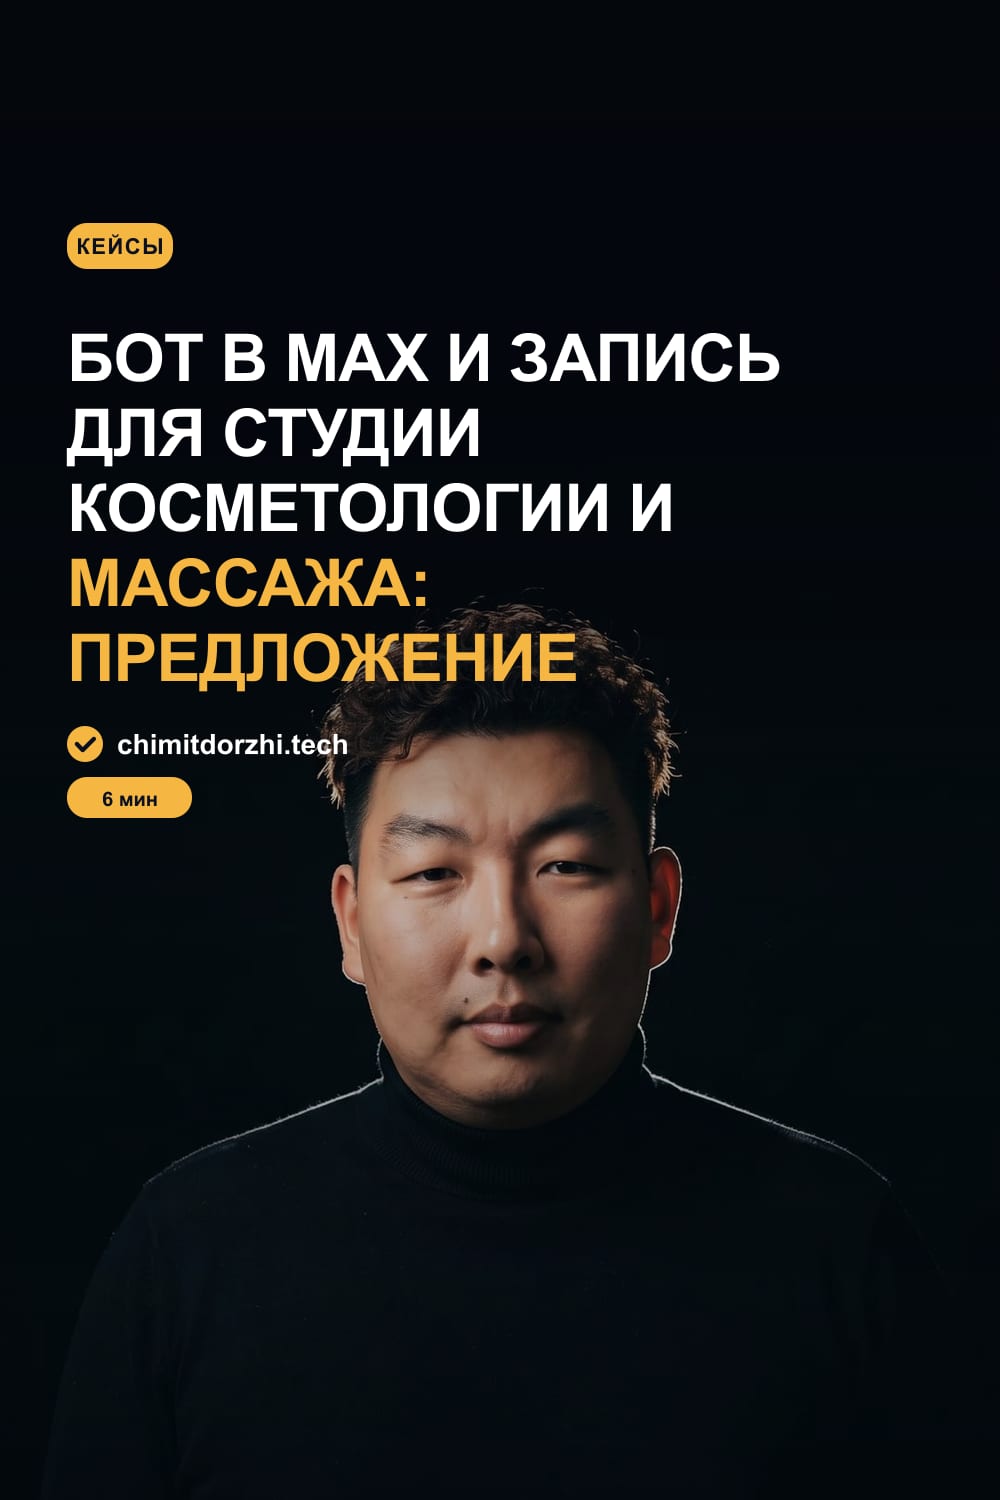 КЕЙСЫ
БОТ В MAX И ЗАПИСЬ
ДЛЯ СТУДИИ
КОСМЕТОЛОГИИ И
МАССАЖА:
ПРЕДЛОЖЕНИЕ
chimitdorzhi.tech
6 мин